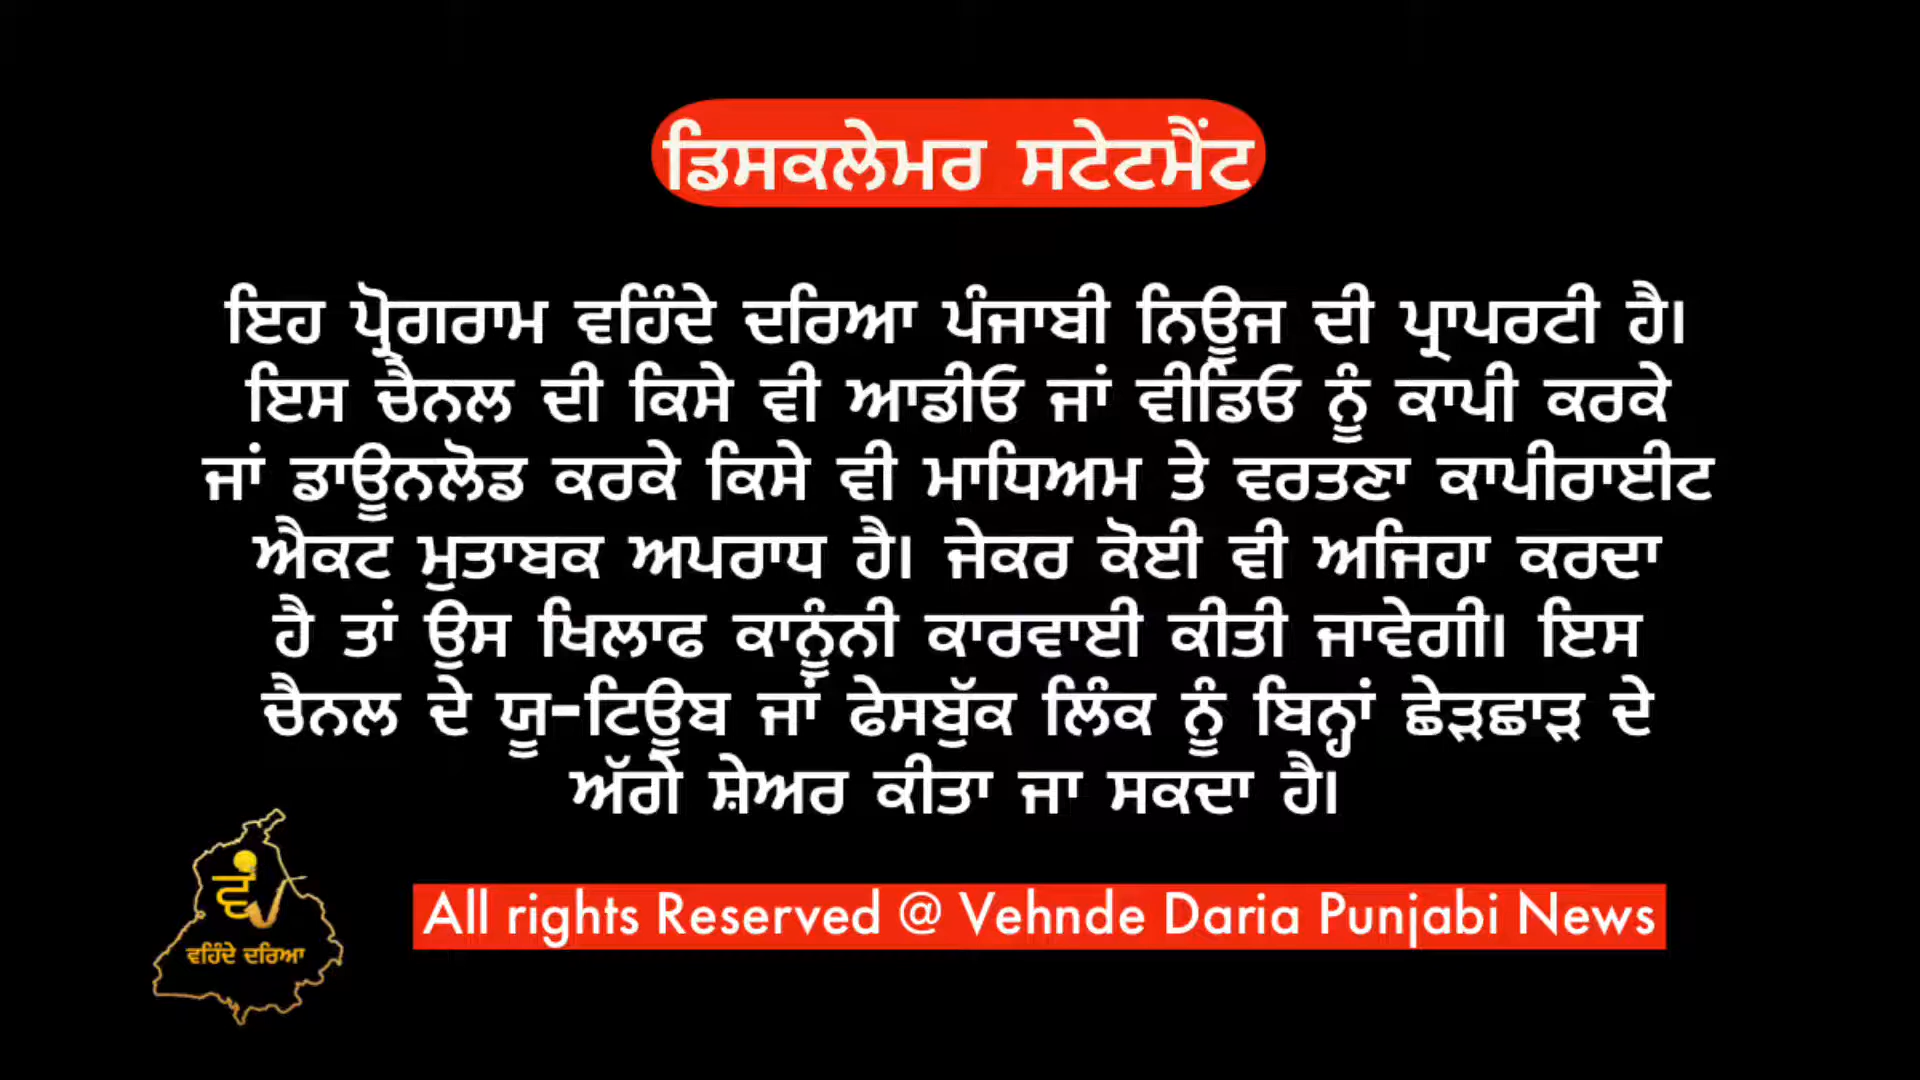 ਡਿਸਕਲੇਮਰ ਸਟੇਟਮੈਂਟ
ਇਹ ਪ੍ਰੋਗਰਾਮ ਵਹਿੰਦੇ ਦਰਿਆ ਪੰਜਾਬੀ ਨਿਊਜ ਦੀ ਪ੍ਰਾਪਰਟੀ ਹੈ।
ਇਸ ਚੈਨਲ ਦੀ ਕਿਸੇ ਵੀ ਆਡੀਓ ਜਾਂ ਵੀਡਿਓ ਨੂੰ ਕਾਪੀ ਕਰਕੇ
ਜਾਂ ਡਾਊਨਲੋਡ ਕਰਕੇ ਕਿਸੇ ਵੀ ਮਾਧਿਅਮ ਤੇ ਵਰਤਣਾ ਕਾਪੀਰਾਈਟ
ਐਕਟ ਮੁਤਾਬਕ ਅਪਰਾਧ ਹੈ। ਜੇਕਰ ਕੋਈ ਵੀ ਅਜਿਹਾ ਕਰਦਾ
ਹੈ ਤਾਂ ਉਸ ਖਿਲਾਫ ਕਾਨੂੰਨੀ ਕਾਰਵਾਈ ਕੀਤੀ ਜਾਵੇਗੀ। ਇਸ
ਚੈਨਲ ਦੇ ਯੂ-ਟਿਊਬ ਜਾਂ ਫੇਸਬੁੱਕ ਲਿੰਕ ਨੂੰ ਬਿਨ੍ਹਾਂ ਛੇੜਛਾੜ ਦੇ
ਅੱਗੇ ਸ਼ੇਅਰ ਕੀਤਾ ਜਾ ਸਕਦਾ ਹੈ।
ਵਹਿੰਦੇ ਦਰਿਆ
All rights Reserved @ Vehnde Daria Punjabi News